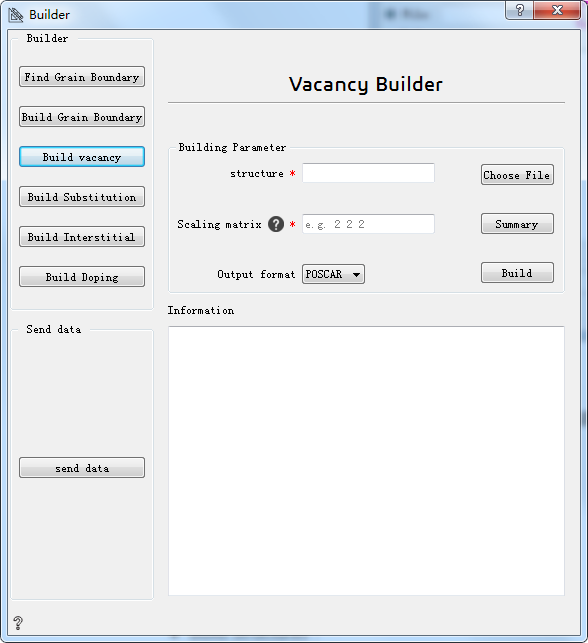 Builder
Builder
Find Grain Boundary
Build Grain Boundary
Build vacancy
Build Substitution
Build Interstitial
Build Doping
Send data
send data
Vacancy Builder
Building Parameter
structure *
Choose File
Scaling matrix ? *
e.g. 2 2 2
Summary
Output format
POSCAR
Build
Information
?